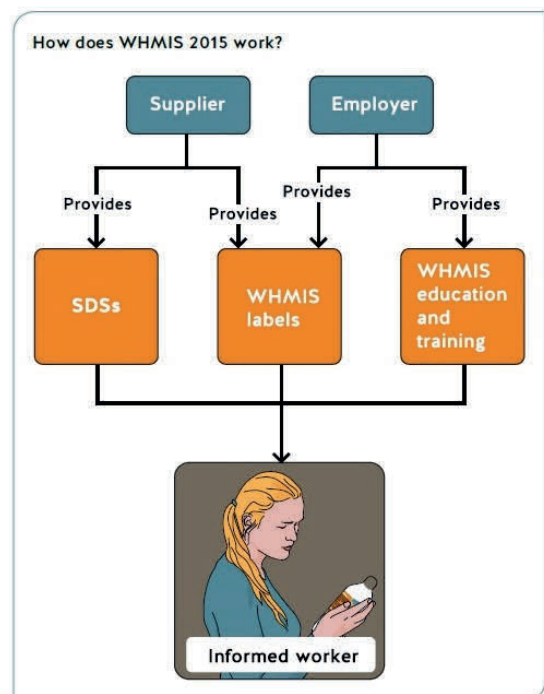 How does WHMIS 2015 work?
Supplier
Employer
Provides
Provides
Provides
Provides
SDSs
WHMIS
labels
WHMIS
education
and
training
Informed worker